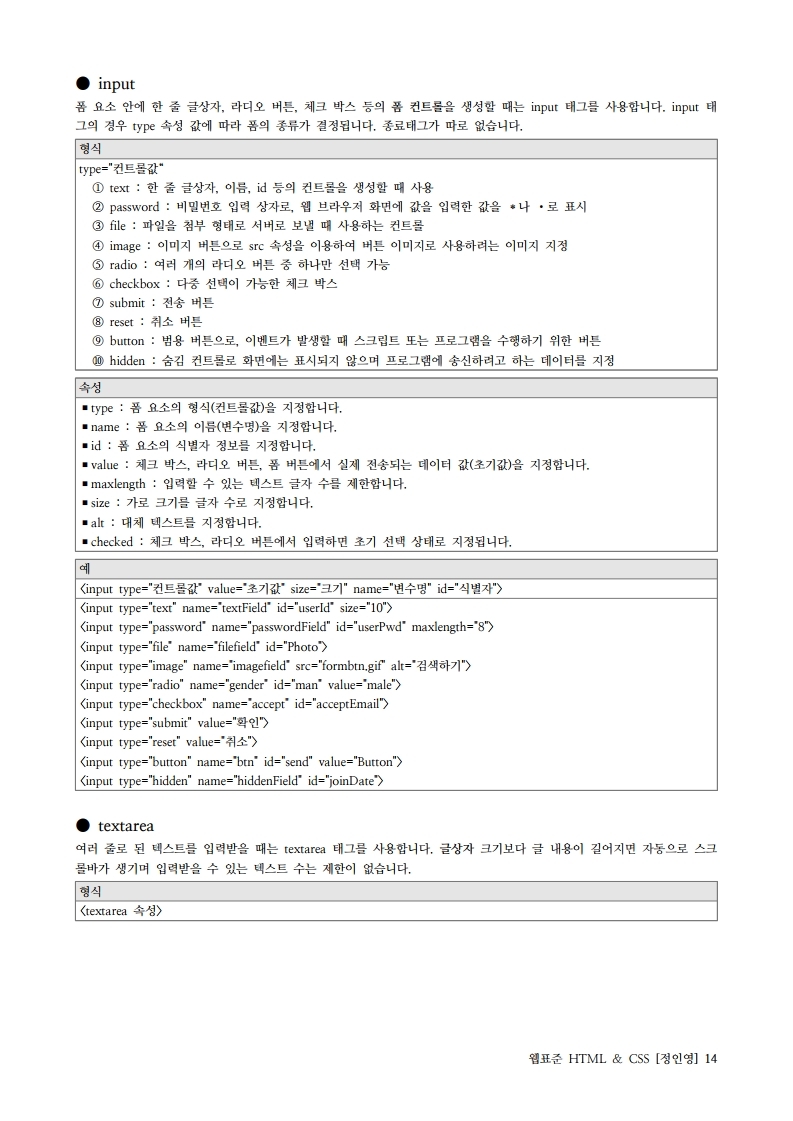 ● input
폼 요소 안에 한 줄 글상자, 라디오 버튼, 체크 박스 등의 폼 컨트롤을 생성할 때는 input 태그를 사용합니다. input 태
그의 경우 type 속성 값에 따라 폼의 종류가 결정됩니다. 종료태그가 따로 없습니다.
형식
type="컨트롤값"
① text : 한 줄 글상자, 이름, id 등의 컨트롤을 생성할 때 사용
② password : 비밀번호 입력 상자로, 웹 브라우저 화면에 값을 입력한 값을 *나 •로 표시
③ file : 파일을 첨부 형태로 서버로 보낼 때 사용하는 컨트롤
④ image : 이미지 버튼으로 src 속성을 이용하여 버튼 이미지로 사용하려는 이미지 지정
⑤ radio : 여러 개의 라디오 버튼 중 하나만 선택 가능
⑥ checkbox : 다중 선택이 가능한 체크 박스
⑦ submit : 전송 버튼
⑧ reset : 취소 버튼
⑨ button : 범용 버튼으로, 이벤트가 발생할 때 스크립트 또는 프로그램을 수행하기 위한 버튼
⑩ hidden : 숨김 컨트롤로 화면에는 표시되지 않으며 프로그램에 송신하려고 하는 데이터를 지정
속성
■ type : 폼 요소의 형식(컨트롤값)을 지정합니다.
■ name : 폼 요소의 이름(변수명)을 지정합니다.
■ id : 폼 요소의 식별자 정보를 지정합니다.
■ value : 체크 박스, 라디오 버튼, 폼 버튼에서 실제 전송되는 데이터 값(초기값)을 지정합니다.
■ maxlength : 입력할 수 있는 텍스트 글자 수를 제한합니다.
■ size : 가로 크기를 글자 수로 지정합니다.
■ alt : 대체 텍스트를 지정합니다.
■ checked : 체크 박스, 라디오 버튼에서 입력하면 초기 선택 상태로 지정됩니다.
예
<input type="컨트롤값" value="초기값" size="크기" name="변수명" id="식별자">
<input type="text" name="textField" id="userId" size="10">
<input type="password" name="passwordField" id="userPwd" maxlength="8">
<input type="file" name="filefield" id="Photo">
<input type="image" name="imagefield" src="formbtn.gif" alt="검색하기">
<input type="radio" name="gender" id="man" value="male">
<input type="checkbox" name="accept" id="acceptEmail">
<input type="submit" value="확인">
<input type="reset" value="취소">
<input type="button" name="btn" id="send" value="Button">
<input type="hidden" name="hiddenField" id="joinDate">
● textarea
여러 줄로 된 텍스트를 입력받을 때는 textarea 태그를 사용합니다. 글상자 크기보다 글 내용이 길어지면 자동으로 스크
롤바가 생기며 입력받을 수 있는 텍스트 수는 제한이 없습니다.
형식
<textarea 속성>
웹표준 HTML & CSS [정인영] 14